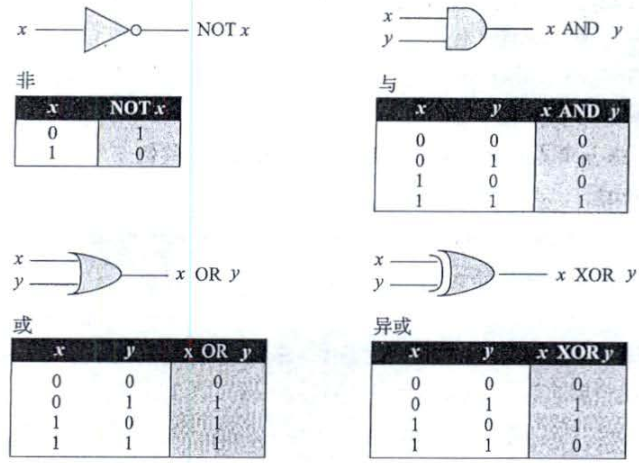 x NOT x
非
x NOT x
0 1
1 0
x
y
x AND y
与
x y x AND y
0 0 0
0 1 0
1 0 0
1 1 1
x
y
x OR y
或
x y x OR y
0 0 0
0 1 1
1 0 1
1 1 1
x
y
x XOR y
异或
x y x XOR y
0 0 0
0 1 1
1 0 1
1 1 0